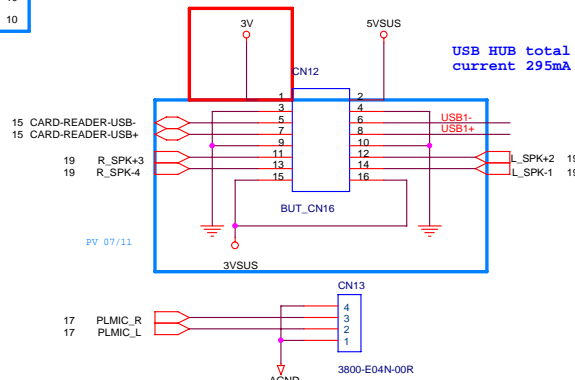 10
3V
5VSUS
USB HUB total
current 295mA
CN12
1 2
3 4
15 CARD-READER-USB- 5 6 USB1-
15 CARD-READER-USB+ 7 8 USB1+
9 10
19 R_SPK+3 11 12 L_SPK+2 19
19 R_SPK-4 13 14 L_SPK-1
15 16
BUT_CN16
PV 07/11
3VSUS
CN13
4
17 PLMIC_R 3
17 PLMIC_L 2
1
3800-E04N-00R
AGND